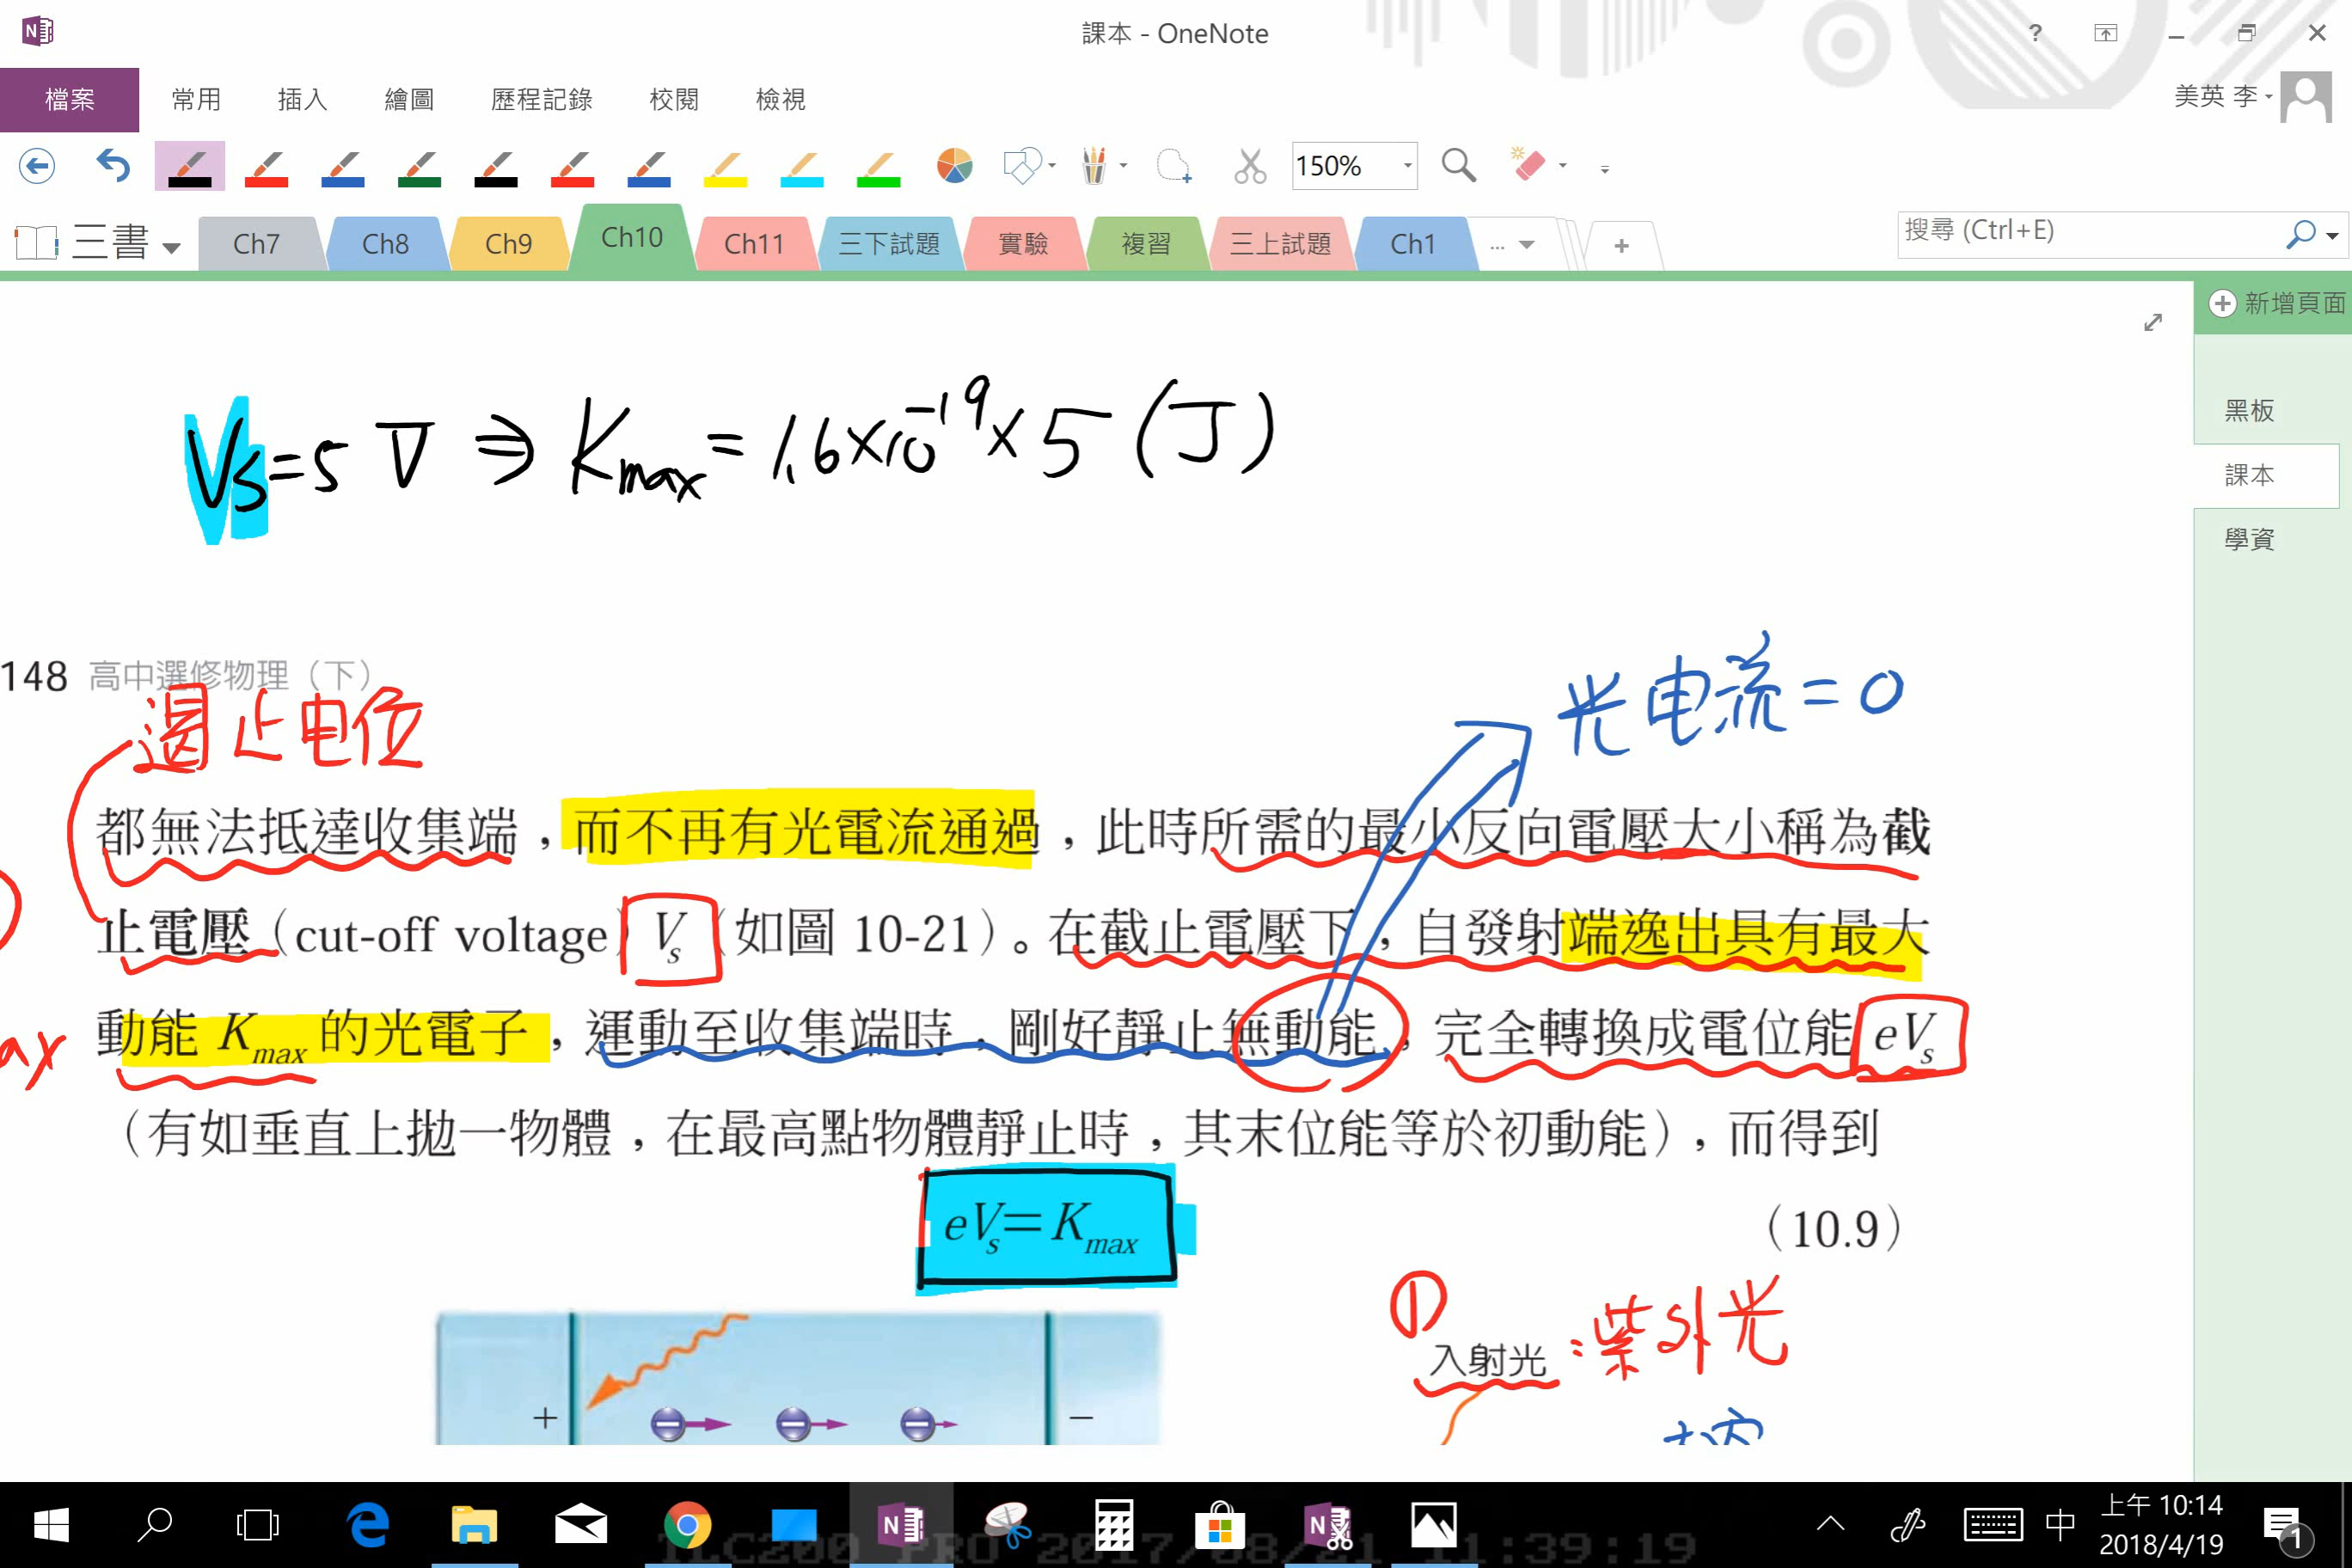 課本 - OneNote
?
檔案 常用 插入 繪圖 歷程記錄 校閱 檢視
美英 李
150%
三書 Ch7 Ch8 Ch9 Ch10 Ch11 三下試題 實驗 複習 三上試題 Ch1 ... +
搜尋 (Ctrl+E)
新增頁面
黑板
課本
學資
Vs=5 V ⇒ Kmax = 1.6×10^-19 × 5 (J)
148 高中選修物理（下）
遏止电位
光电流=0
都無法抵達收集端，而不再有光電流通過，此時所需的最小反向電壓大小稱為截
止電壓（cut-off voltage）Vs（如圖 10-21）。在截止電壓下，自發射端逸出具有最大
ax
動能 Kmax 的光電子，運動至收集端時，剛好靜止無動能，完全轉換成電位能 eVs
（有如垂直上拋一物體，在最高點物體靜止時，其末位能等於初動能），而得到
eVs=Kmax
（10.9）
①
入射光：紫外光
+ −
中
上午 10:14
2018/4/19
1
ILC200 PRO 2017/08/21 11:39:19